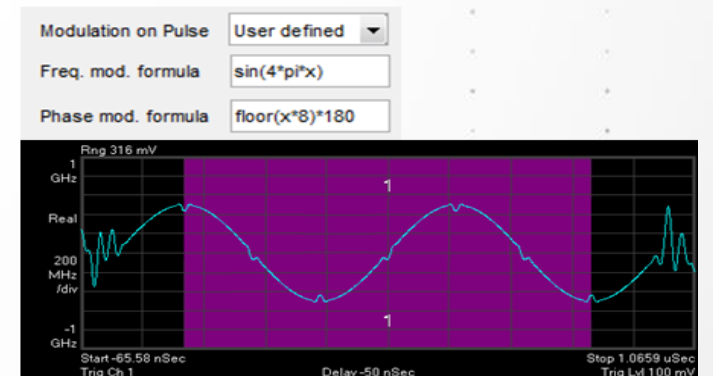 Modulation on Pulse User defined
Freq. mod. formula sin(4*pi*x)
Phase mod. formula floor(x*8)*180
Rng 316 mV
1
GHz
1
Real
200
MHz
/div
1
-1
GHz
Start -65.58 nSec Stop 1.0659 uSec
Trig Ch 1 Delay -50 nSec Trig Lvl 100 mV